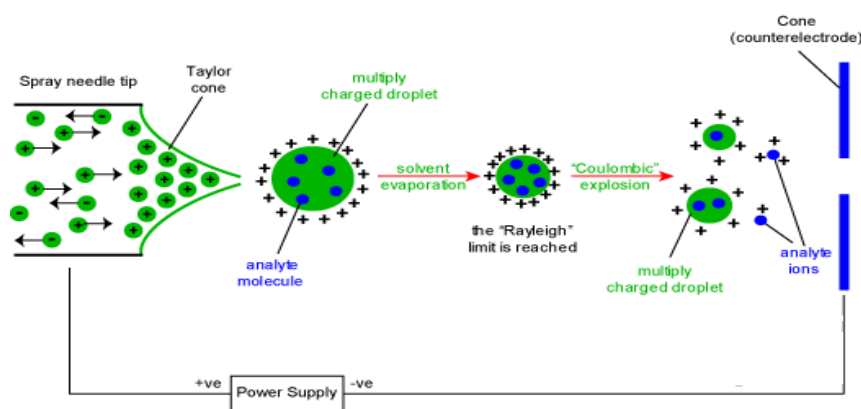 Cone
(counterelectrode)
Spray needle tip
Taylor
cone
multiply
charged droplet
solvent
evaporation
"Coulombic"
explosion
the "Rayleigh"
limit is reached
analyte
molecule
multiply
charged droplet
analyte
ions
+ve
Power Supply
-ve